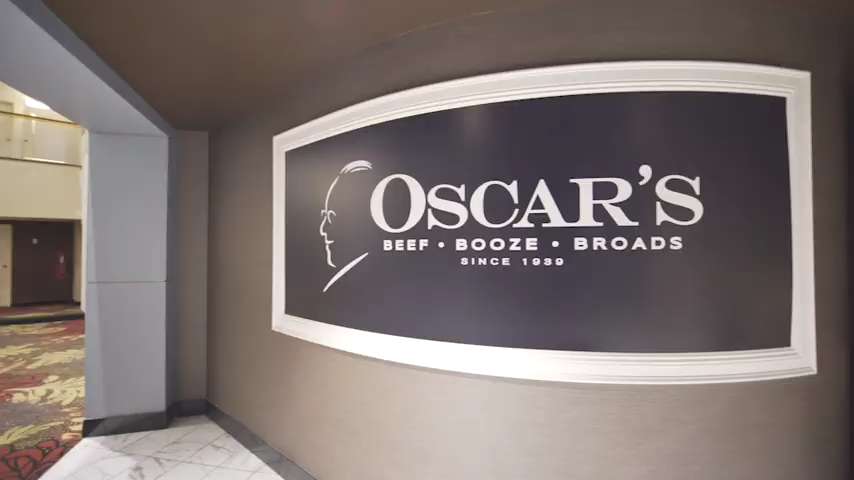 OSCAR'S
BEEF • BOOZE • BROADS
SINCE 1939